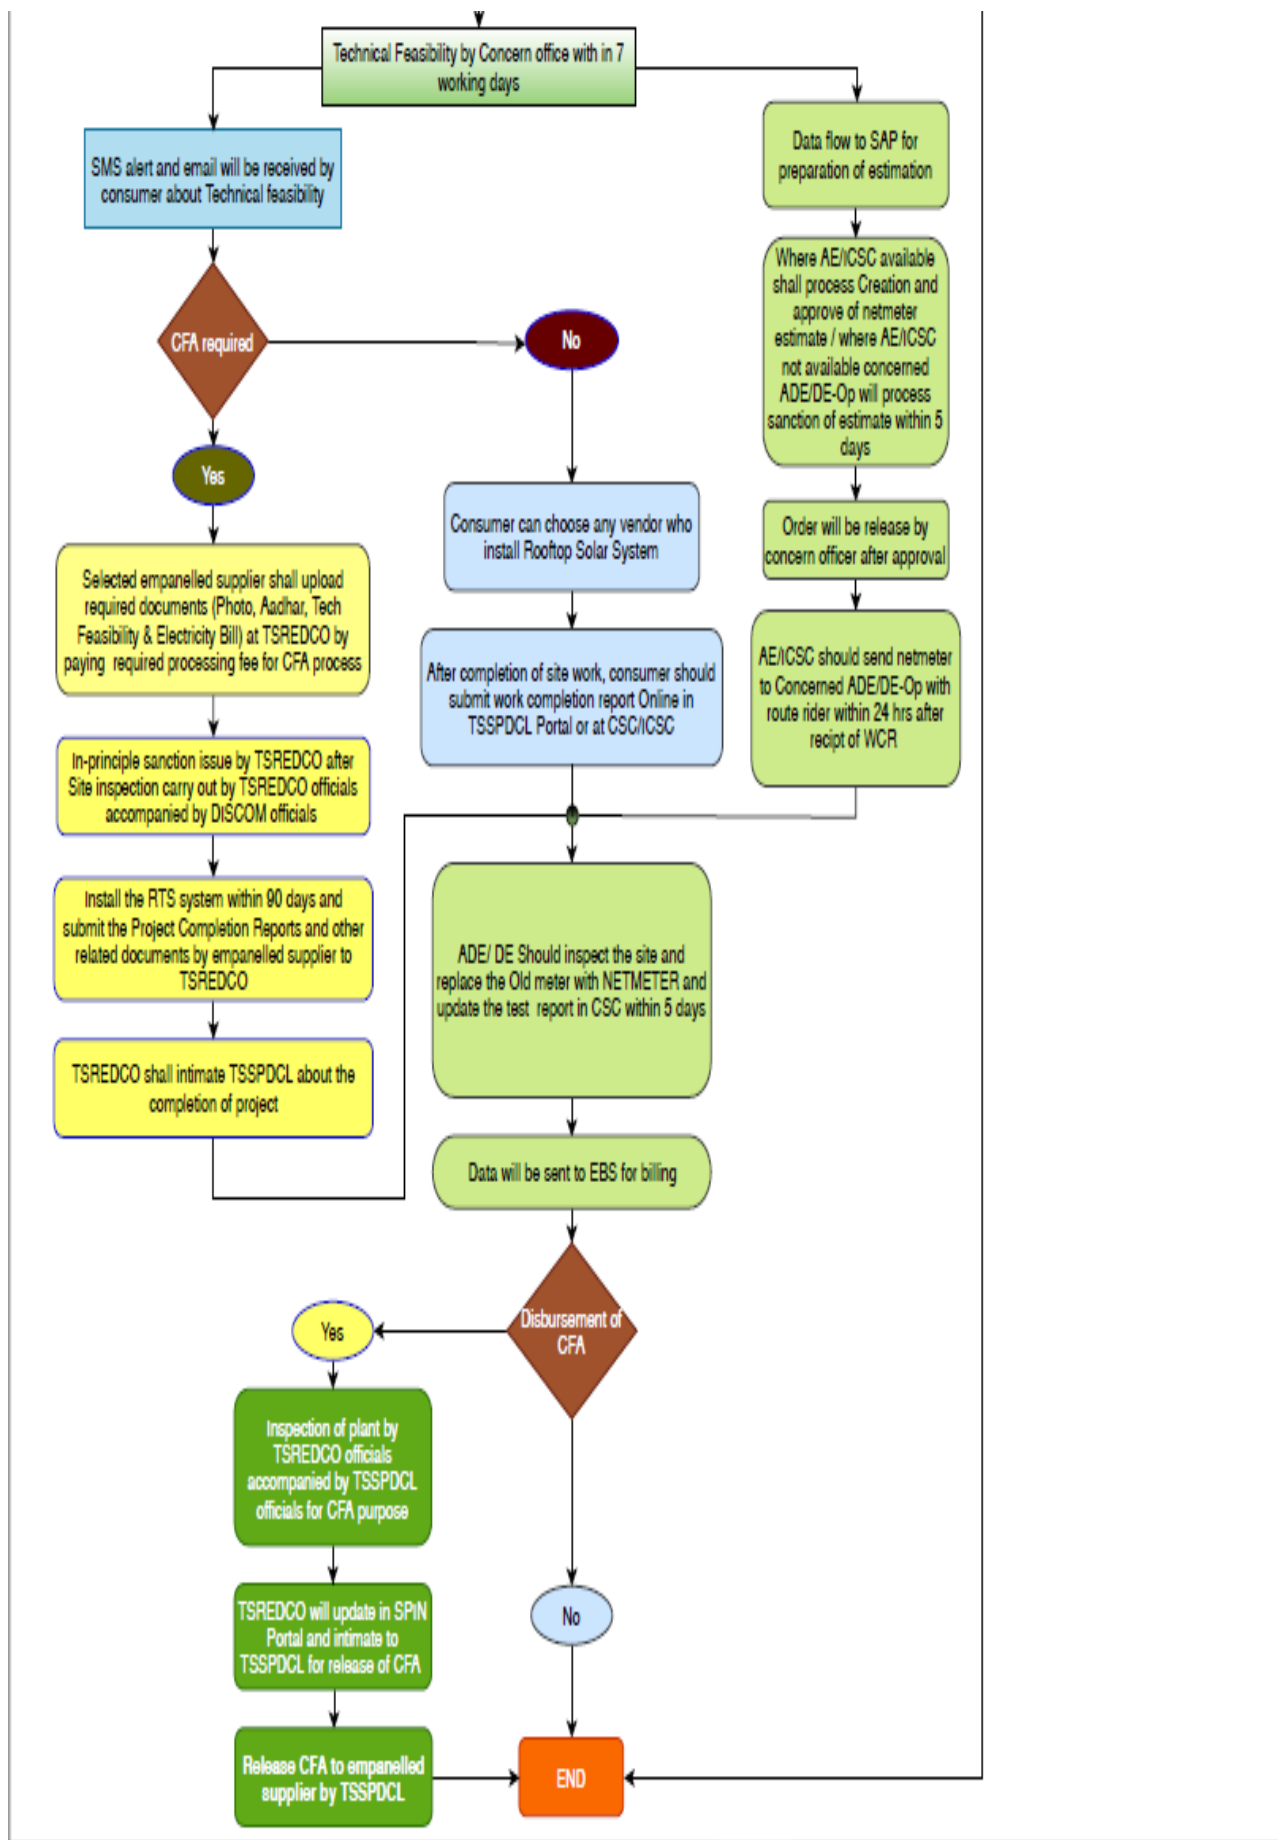 Technical Feasibility by Concern office with in 7
working days
SMS alert and email will be received by
consumer about Technical feasibility
Data flow to SAP for
preparation of estimation
Where AE/ICSC available
shall process Creation and
approve of netmeter
estimate / where AE/ICSC
not available concerned
ADE/DE-Op will process
sanction of estimate within 5
days
CFA required
No
Yes
Consumer can choose any vendor who
install Rooftop Solar System
Order will be release by
concern officer after approval
Selected empanelled supplier shall upload
required documents (Photo, Aadhar, Tech
Feasibility & Electricity Bill) at TSREDCO by
paying required processing fee for CFA process
After completion of site work, consumer should
submit work completion report Online in
TSSPDCL Portal or at CSC/ICSC
AE/ICSC should send netmeter
to Concerned ADE/DE-Op with
route rider within 24 hrs after
recipt of WCR
In-principle sanction issue by TSREDCO after
Site inspection carry out by TSREDCO officials
accompanied by DISCOM officials
Install the RTS system within 90 days and
submit the Project Completion Reports and other
related documents by empanelled supplier to
TSREDCO
ADE/ DE Should inspect the site and
replace the Old meter with NETMETER and
update the test report in CSC within 5 days
TSREDCO shall intimate TSSPDCL about the
completion of project
Data will be sent to EBS for billing
Disbursement of
CFA
Yes
Inspection of plant by
TSREDCO officials
accompanied by TSSPDCL
officials for CFA purpose
TSREDCO will update in SPIN
Portal and intimate to
TSSPDCL for release of CFA
No
Release CFA to empanelled
supplier by TSSPDCL
END